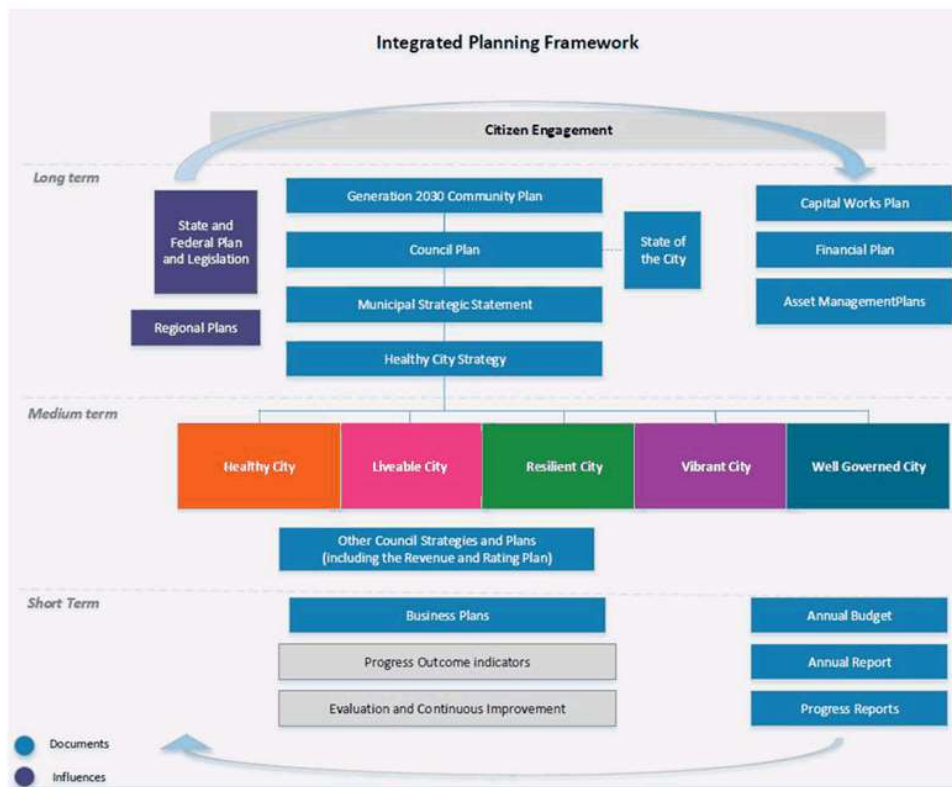 Integrated Planning Framework
Citizen Engagement
Long term
State and
Federal Plan
and Legislation
Regional Plans
Generation 2030 Community Plan
Council Plan
Municipal Strategic Statement
Healthy City Strategy
State of
the City
Capital Works Plan
Financial Plan
Asset ManagementPlans
Medium term
Healthy City
Liveable City
Resilient City
Vibrant City
Well Governed City
Other Council Strategies and Plans
(including the Revenue and Rating Plan)
Short Term
Business Plans
Progress Outcome indicators
Evaluation and Continuous Improvement
Annual Budget
Annual Report
Progress Reports
Documents
Influences